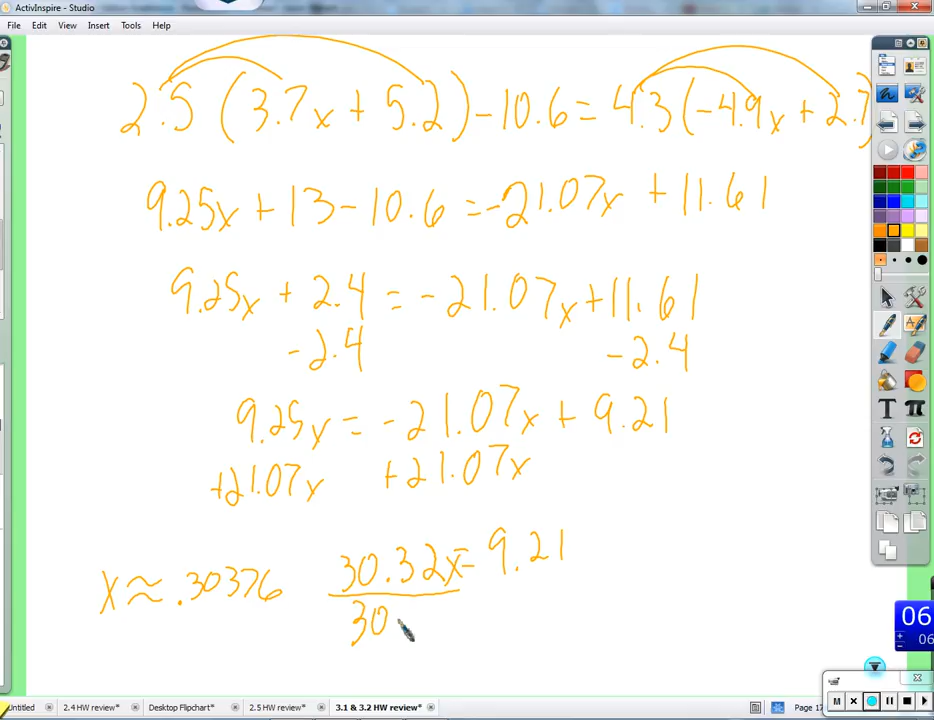 ActivInspire - Studio
File Edit View Insert Tools Help
2.5 (3.7x + 5.2) - 10.6 = 4.3(-4.9x + 2.7)
9.25x + 13 - 10.6 = -21.07x + 11.61
9.25x + 2.4 = -21.07x + 11.61
-2.4 -2.4
9.25x = -21.07x + 9.21
+21.07x +21.07x
30.32x = 9.21
x ≈ .30376
30
06
06
Untitled 2.4 HW review* Desktop Flipchart* 2.5 HW review* 3.1 & 3.2 HW review* Page 17
M